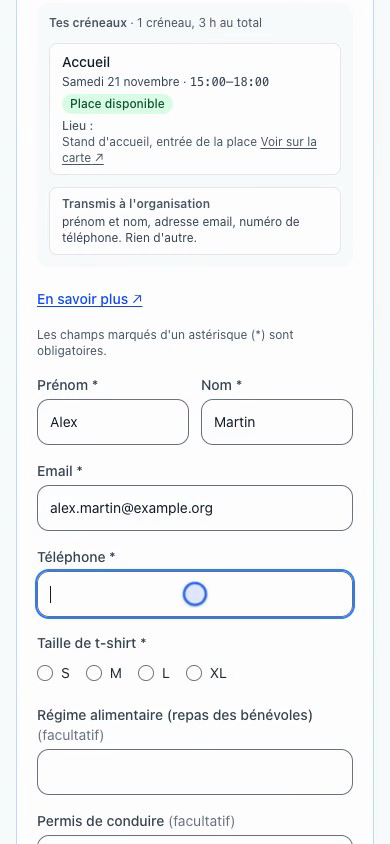 Tes créneaux · 1 créneau, 3 h au total
Accueil
Samedi 21 novembre · 15:00–18:00
Place disponible
Lieu :
Stand d'accueil, entrée de la place Voir sur la
carte ↗
Transmis à l'organisation
prénom et nom, adresse email, numéro de
téléphone. Rien d'autre.
En savoir plus ↗
Les champs marqués d'un astérisque (*) sont
obligatoires.
Prénom * Nom *
Alex Martin
Email *
alex.martin@example.org
Téléphone *
Taille de t-shirt *
S M L XL
Régime alimentaire (repas des bénévoles)
(facultatif)
Permis de conduire (facultatif)